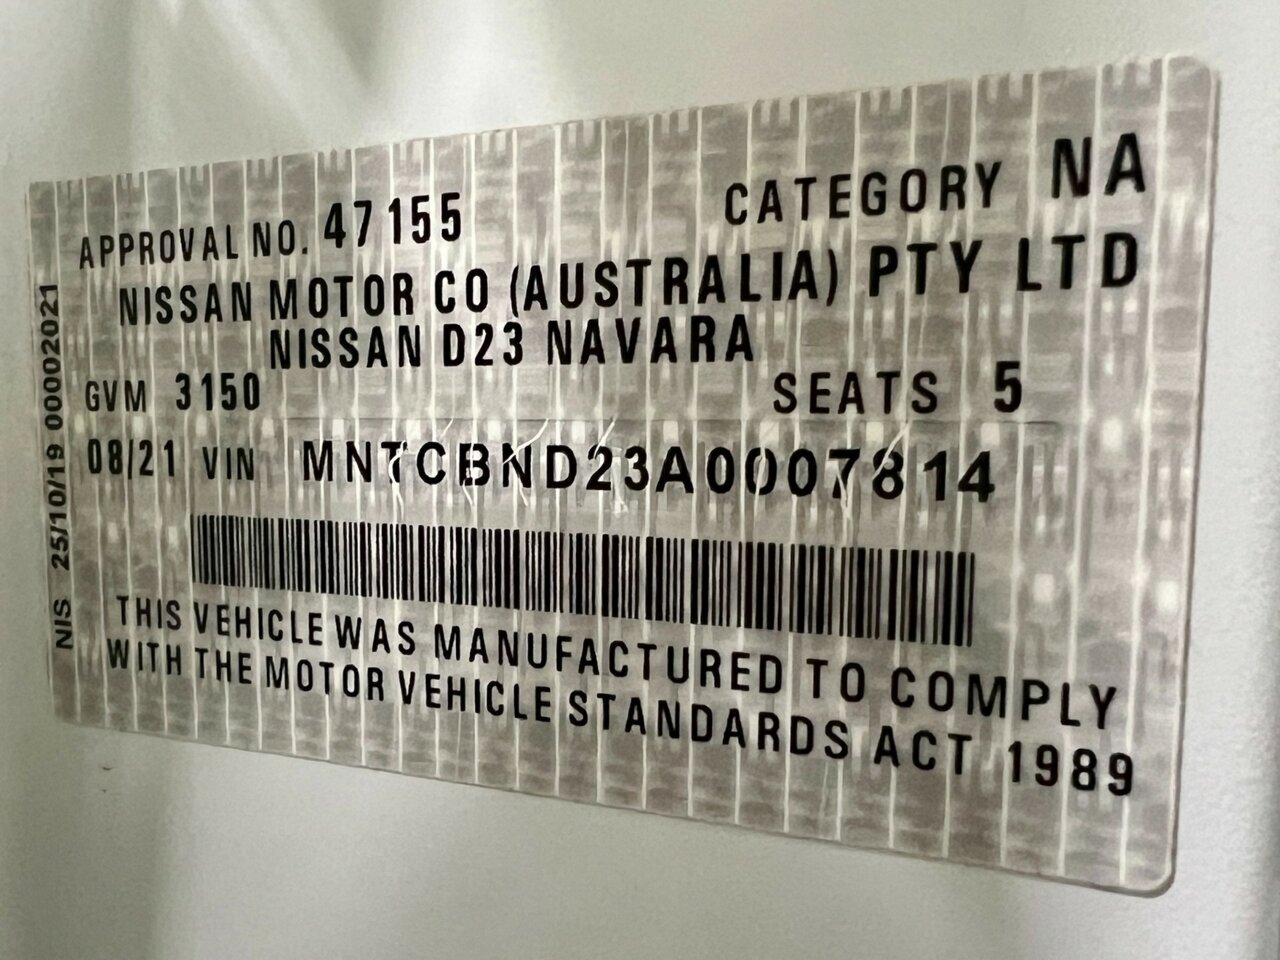 APPROVAL NO. 47155 CATEGORY NA
NISSAN MOTOR CO (AUSTRALIA) PTY LTD
NISSAN D23 NAVARA
GVM 3150 SEATS 5
08/21 VIN MNTCBND23A0007814
THIS VEHICLE WAS MANUFACTURED TO COMPLY
WITH THE MOTOR VEHICLE STANDARDS ACT 1989
NIS 25/10/19 00002021